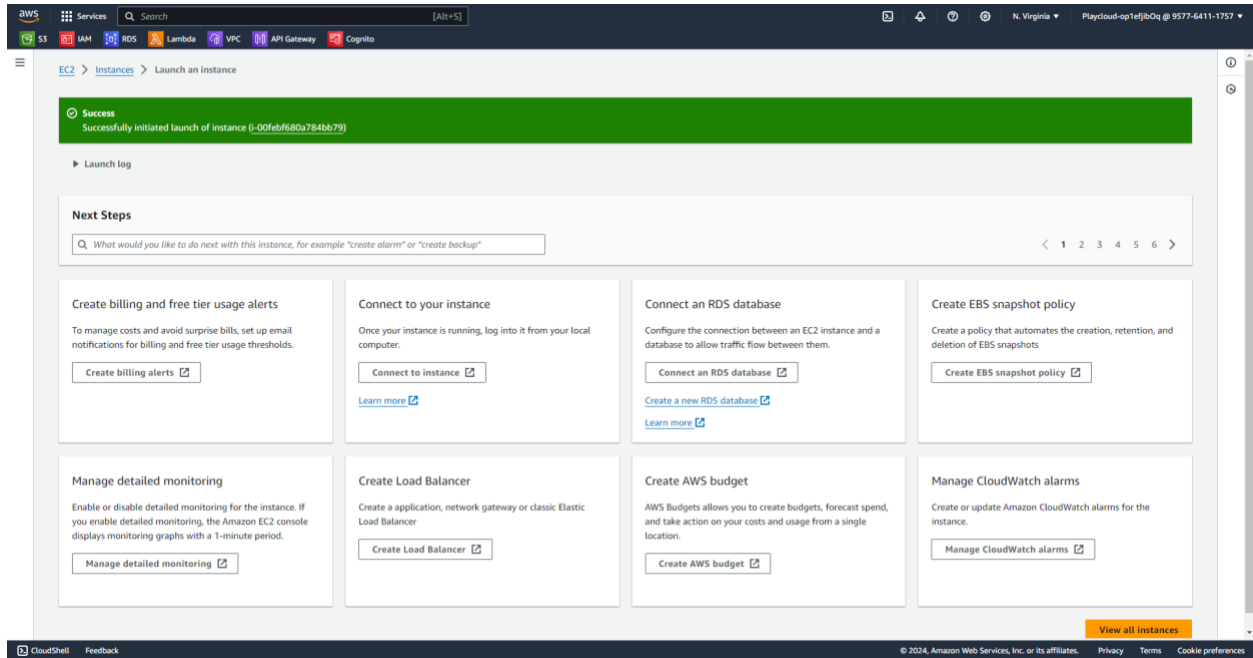 aws
Services
Search
[Alt+S]
N. Virginia
Playcloud-op1efjibOq @ 9577-6411-1757
S3
IAM
RDS
Lambda
VPC
API Gateway
Cognito
EC2
Instances
Launch an instance
Success
Successfully initiated launch of instance (i-00febf680a784bb79)
Launch log
Next Steps
What would you like to do next with this instance, for example "create alarm" or "create backup"
1 2 3 4 5 6
Create billing and free tier usage alerts
To manage costs and avoid surprise bills, set up email
notifications for billing and free tier usage thresholds.
Create billing alerts
Connect to your instance
Once your instance is running, log into it from your local
computer.
Connect to instance
Learn more
Connect an RDS database
Configure the connection between an EC2 instance and a
database to allow traffic flow between them.
Connect an RDS database
Create a new RDS database
Learn more
Create EBS snapshot policy
Create a policy that automates the creation, retention, and
deletion of EBS snapshots
Create EBS snapshot policy
Manage detailed monitoring
Enable or disable detailed monitoring for the instance. If
you enable detailed monitoring, the Amazon EC2 console
displays monitoring graphs with a 1-minute period.
Manage detailed monitoring
Create Load Balancer
Create a application, network gateway or classic Elastic
Load Balancer
Create Load Balancer
Create AWS budget
AWS Budgets allows you to create budgets, forecast spend,
and take action on your costs and usage from a single
location.
Create AWS budget
Manage CloudWatch alarms
Create or update Amazon CloudWatch alarms for the
instance.
Manage CloudWatch alarms
View all instances
CloudShell
Feedback
© 2024, Amazon Web Services, Inc. or its affiliates.
Privacy
Terms
Cookie preferences